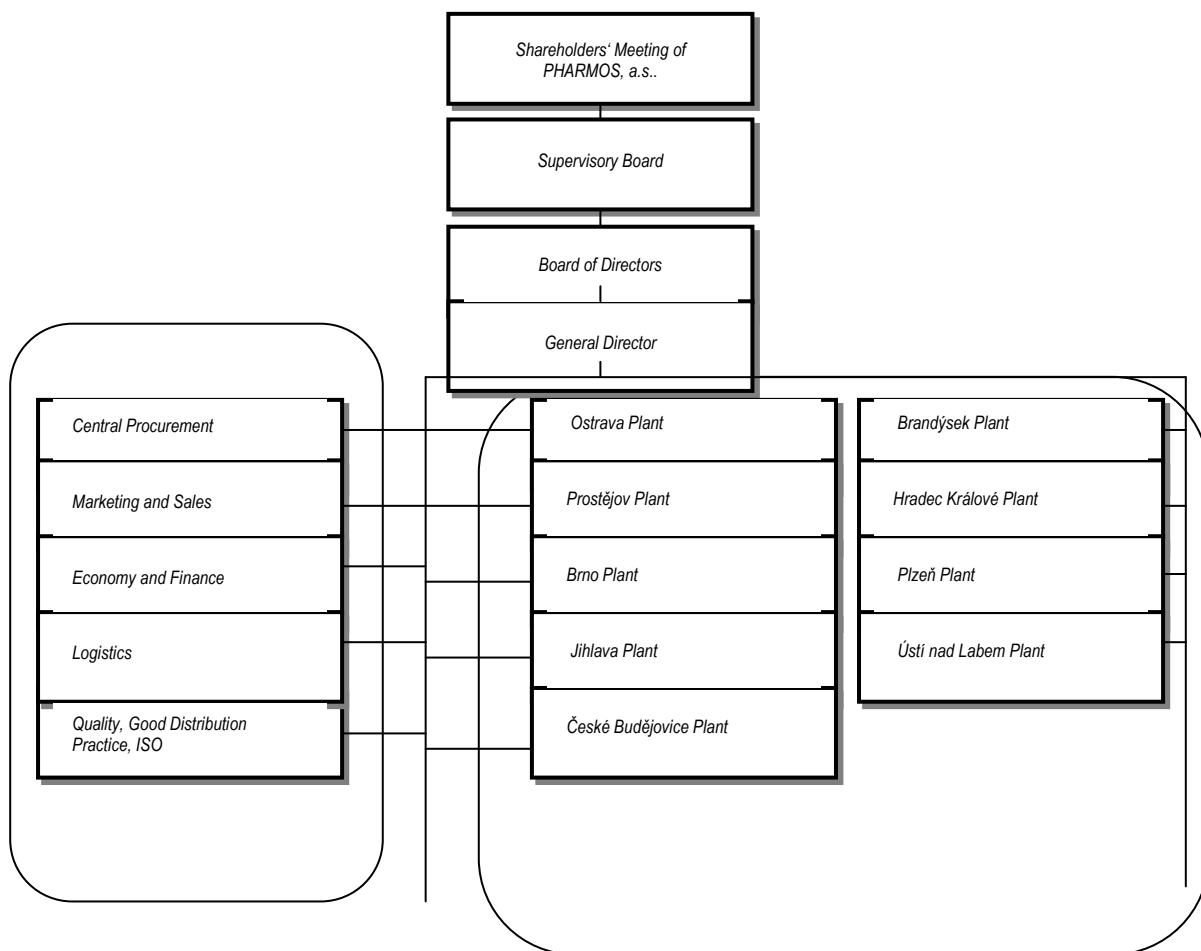 Shareholders‘ Meeting of
PHARMOS, a.s..
Supervisory Board
Board of Directors
General Director
Central Procurement
Marketing and Sales
Economy and Finance
Logistics
Quality, Good Distribution
Practice, ISO
Ostrava Plant
Prostějov Plant
Brno Plant
Jihlava Plant
České Budějovice Plant
Brandýsek Plant
Hradec Králové Plant
Plzeň Plant
Ústí nad Labem Plant